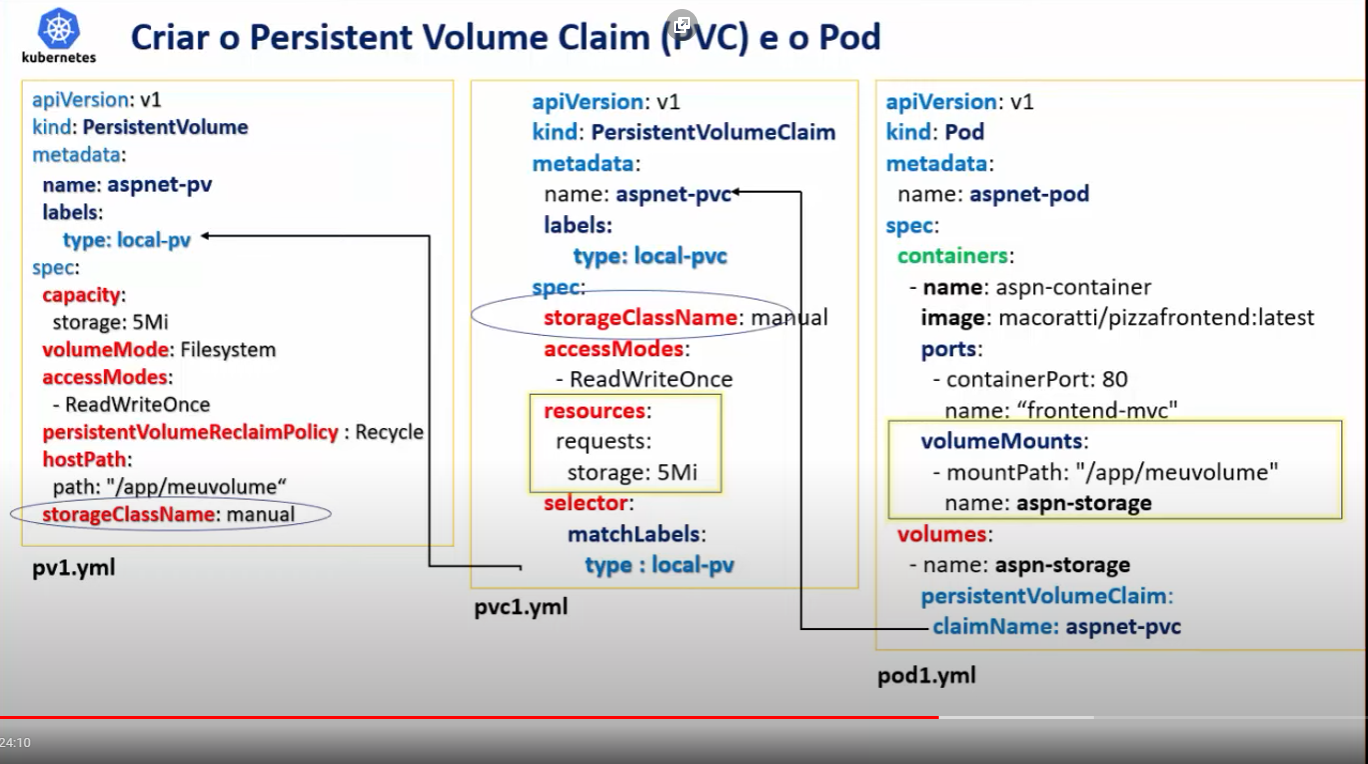 kubernetes
Criar o Persistent Volume Claim (PVC) e o Pod
apiVersion: v1
kind: PersistentVolume
metadata:
name: aspnet-pv
labels:
type: local-pv
spec:
capacity:
storage: 5Mi
volumeMode: Filesystem
accessModes:
- ReadWriteOnce
persistentVolumeReclaimPolicy : Recycle
hostPath:
path: "/app/meuvolume“
storageClassName: manual
pv1.yml
apiVersion: v1
kind: PersistentVolumeClaim
metadata:
name: aspnet-pvc
labels:
type: local-pvc
spec:
storageClassName: manual
accessModes:
- ReadWriteOnce
resources:
requests:
storage: 5Mi
selector:
matchLabels:
type : local-pv
pvc1.yml
apiVersion: v1
kind: Pod
metadata:
name: aspnet-pod
spec:
containers:
- name: aspn-container
image: macoratti/pizzafrontend:latest
ports:
- containerPort: 80
name: “frontend-mvc"
volumeMounts:
- mountPath: "/app/meuvolume"
name: aspn-storage
volumes:
- name: aspn-storage
persistentVolumeClaim:
claimName: aspnet-pvc
pod1.yml
24:10